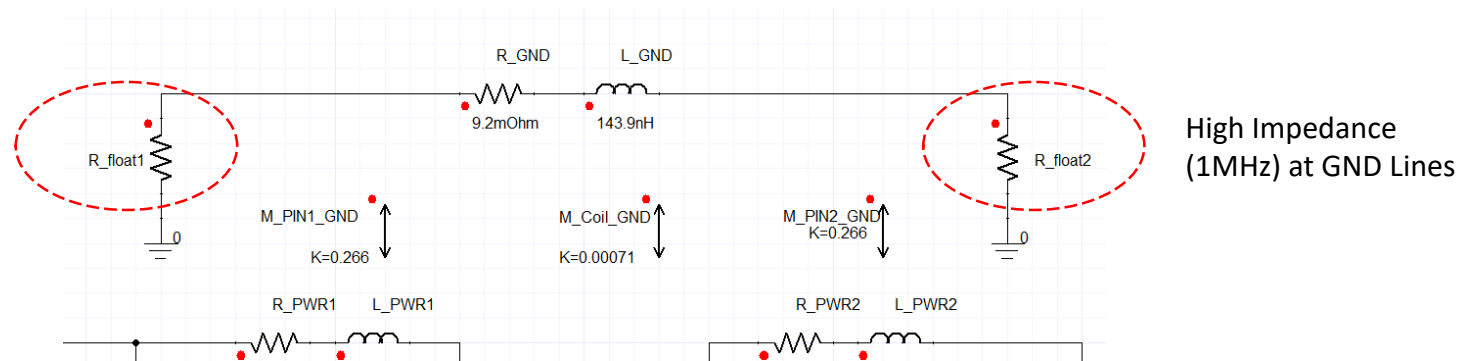 R_GND
L_GND
9.2mOhm
143.9nH
R_float1
R_float2
High Impedance
(1MHz) at GND Lines
M_PIN1_GND
M_Coil_GND
M_PIN2_GND
K=0.266
0
K=0.266
K=0.00071
0
R_PWR1
L_PWR1
R_PWR2
L_PWR2